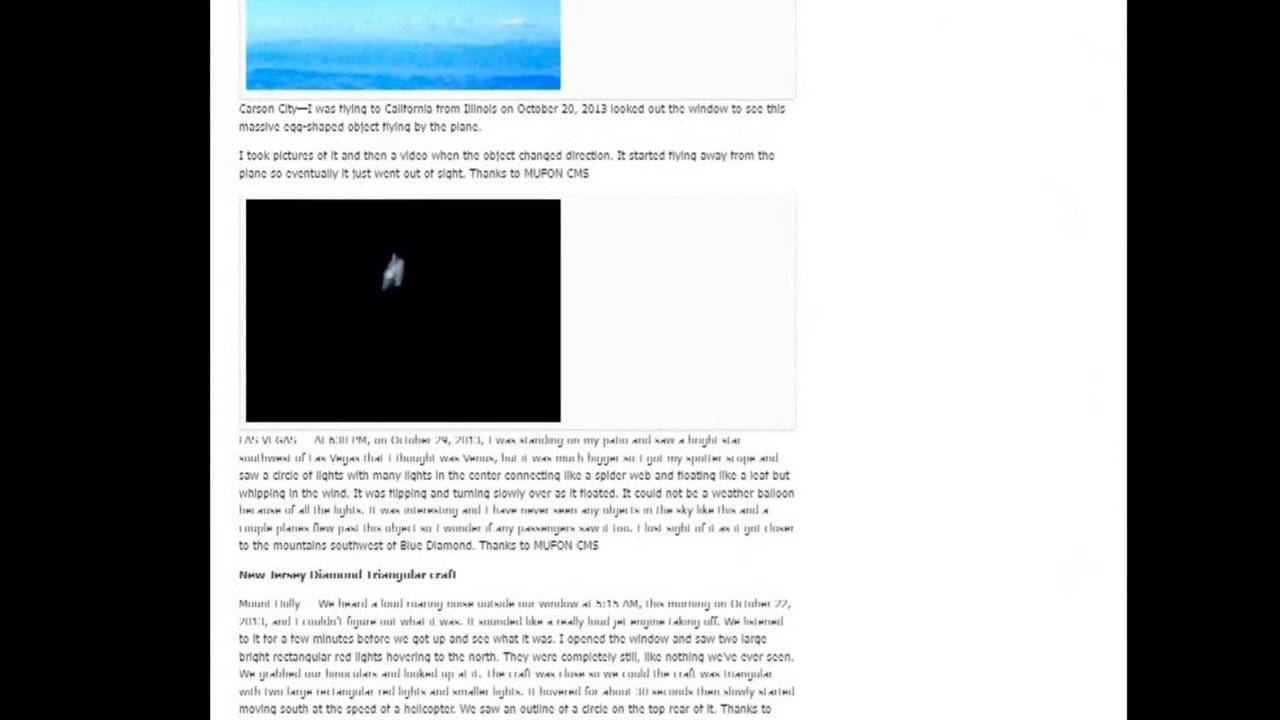 Carson City—I was flying to California from Illinois on October 20, 2013 looked out the window to see this
massive egg-shaped object flying by the plane.
I took pictures of it and then a video when the object changed direction. It started flying away from the
plane so eventually it just went out of sight. Thanks to MUFON CMS
LAS VEGAS — At 6:30 PM, on October 29, 2013, I was standing on my patio and saw a bright star
southwest of Las Vegas that I thought was Venus, but it was much bigger so I got my spotter scope and
saw a circle of lights with many lights in the center connecting like a spider web and floating like a leaf but
whipping in the wind. It was flipping and turning slowly over as it floated. It could not be a weather balloon
because of all the lights. It was interesting and I have never seen any objects in the sky like this and a
couple planes flew past this object so I wonder if any passengers saw it too. I lost sight of it as it got closer
to the mountains southwest of Blue Diamond. Thanks to MUFON CMS
New Jersey Diamond Triangular craft
Mount Holly — We heard a loud roaring noise outside our window at 5:15 AM, this morning on October 22,
2013, and I couldn't figure out what it was. It sounded like a really loud jet engine taking off. We listened
to it for a few minutes before we got up and see what it was. I opened the window and saw two large
bright rectangular red lights hovering to the north. They were completely still, like nothing we've ever seen.
We grabbed our binoculars and looked up at it. The craft was close so we could the craft was triangular
with two large rectangular red lights and smaller lights. It hovered for about 30 seconds then slowly started
moving south at the speed of a helicopter. We saw an outline of a circle on the top rear of it. Thanks to